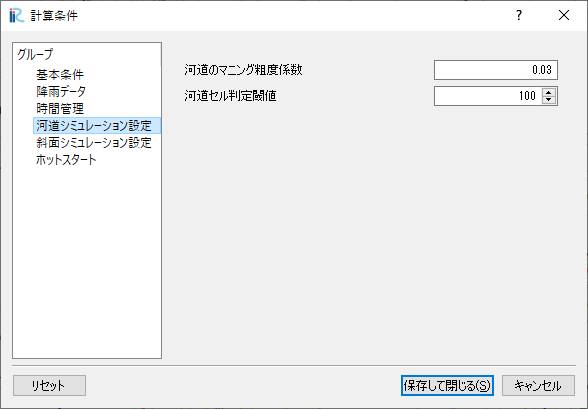 計算条件
グループ
基本条件
降雨データ
時間管理
河道シミュレーション設定
斜面シミュレーション設定
ホットスタート
河道のマニング粗度係数 0.03
河道セル判定閾値 100
リセット 保存して閉じる(S) キャンセル